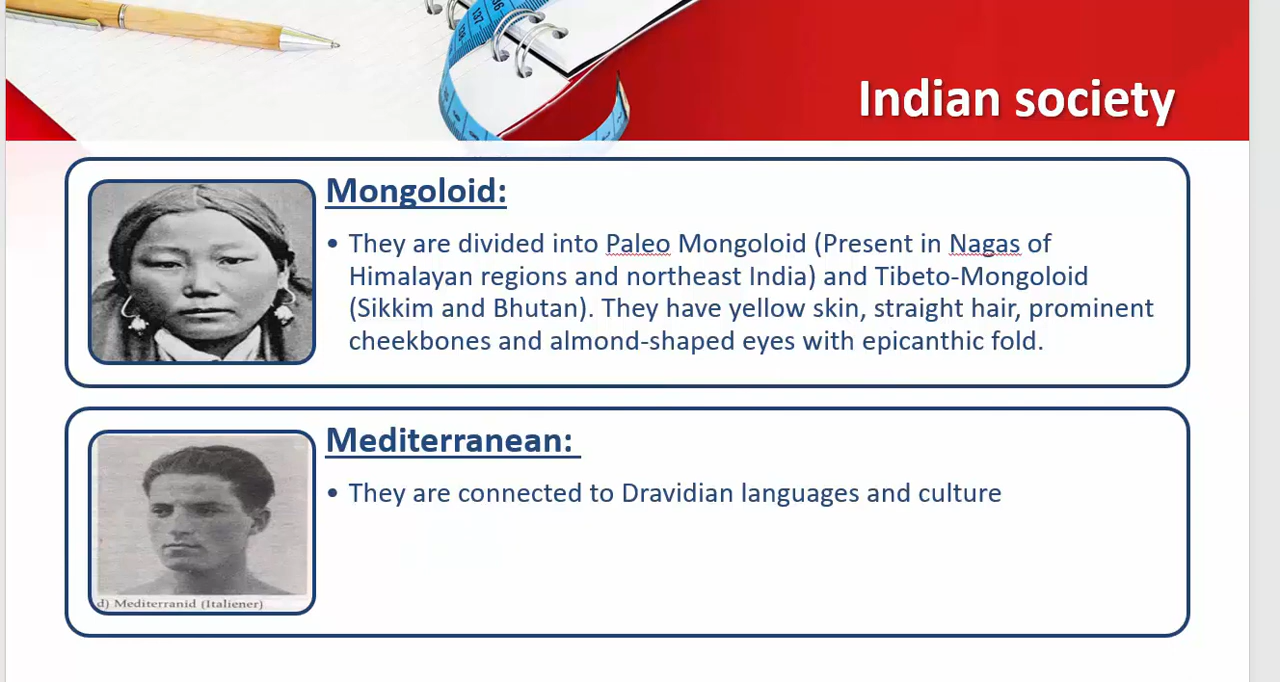 Indian society
Mongoloid:
• They are divided into Paleo Mongoloid (Present in Nagas of
Himalayan regions and northeast India) and Tibeto-Mongoloid
(Sikkim and Bhutan). They have yellow skin, straight hair, prominent
cheekbones and almond-shaped eyes with epicanthic fold.
Mediterranean:
• They are connected to Dravidian languages and culture
d) Mediterranid (Italiener)